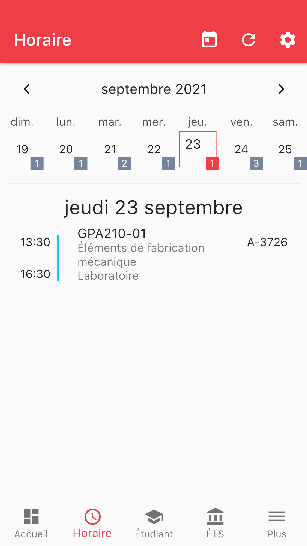 Horaire
septembre 2021
dim. lun. mar. mer. jeu. ven. sam.
19 20 21 22 23 24 25
1 1 2 1 1 3 1
jeudi 23 septembre
13:30 GPA210-01 A-3726
Éléments de fabrication
mécanique
16:30 Laboratoire
Accueil Horaire Étudiant ÉTS Plus